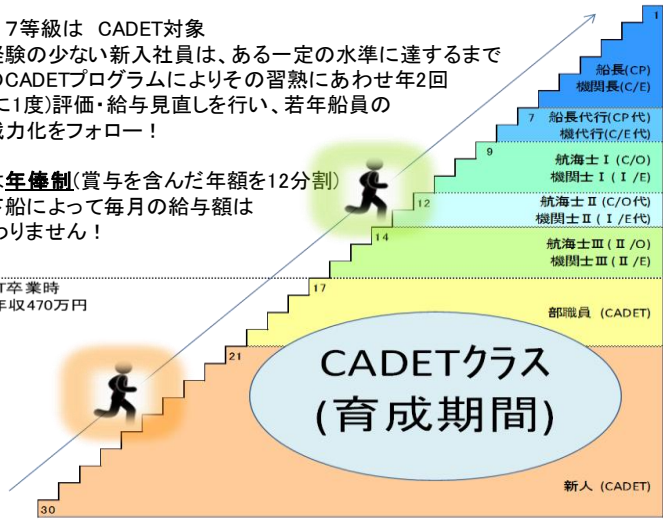 7等級は CADET対象
経験の少ない新入社員は、ある一定の水準に達するまで
のCADETプログラムによりその習熟にあわせ年2回
に1度)評価・給与見直しを行い、若年船員の
戦力化をフォロー！
は年俸制(賞与を含んだ年額を12分割)
下船によって毎月の給与額は
わりません！
T卒業時
年収470万円
1
船長(CP)
機関長(C/E)
7
船長代行(CP代)
機代行(C/E代)
9
航海士Ⅰ(C/O)
機関士Ⅰ(Ⅰ/E)
12
航海士Ⅱ(C/O代)
機関士Ⅱ(Ⅰ/E代)
14
航海士Ⅲ(Ⅱ/O)
機関士Ⅲ(Ⅱ/E)
17
部職員 (CADET)
21
CADETクラス
(育成期間)
新人 (CADET)
30